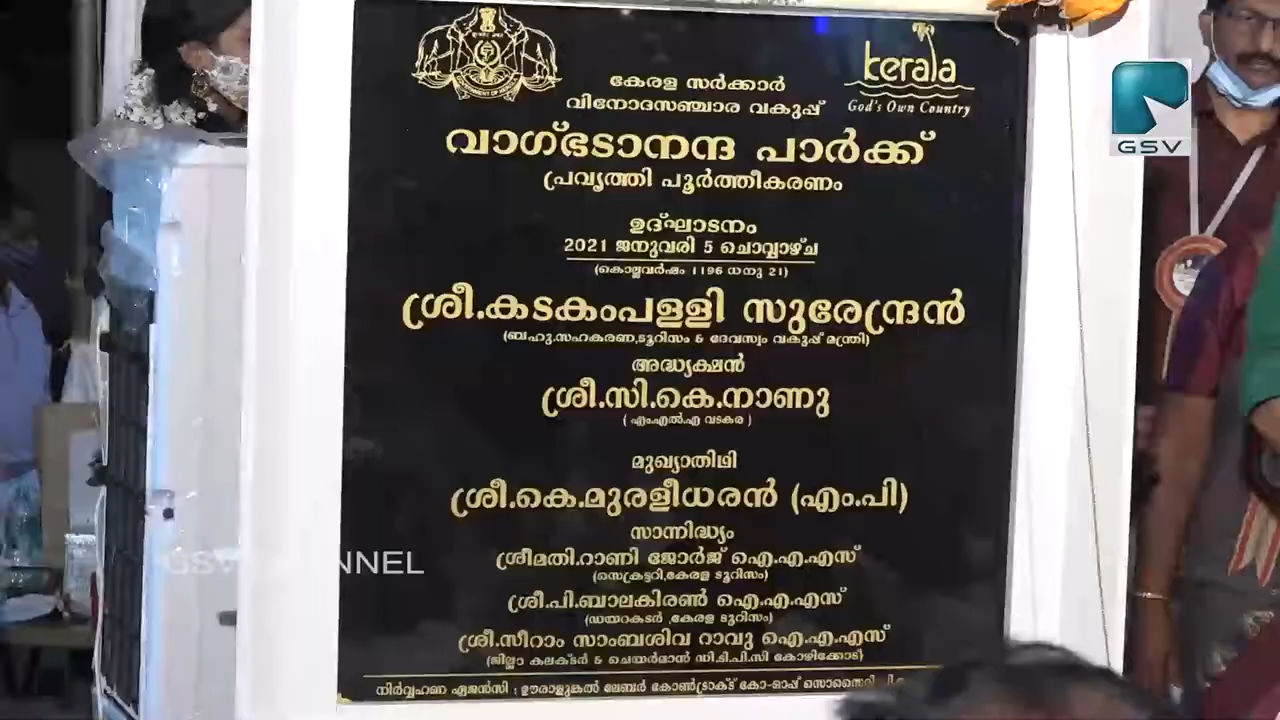 kerala
God's Own Country
കേരള സർക്കാർ
വിനോദസഞ്ചാര വകുപ്പ്
വാഗ്ഭടാനന്ദ പാർക്ക്
പ്രവൃത്തി പൂർത്തീകരണം
ഉദ്ഘാടനം
2021 ജനുവരി 5 ചൊവ്വാഴ്ച
(കൊല്ലവർഷം 1196 ധനു 21)
ശ്രീ.കടകംപള്ളി സുരേന്ദ്രൻ
(ബഹു.സഹകരണ,ടൂറിസം & ദേവസ്വം വകുപ്പ് മന്ത്രി)
അദ്ധ്യക്ഷൻ
ശ്രീ.സി.കെ.നാണു
( എം.എൽ.എ വടകര )
മുഖ്യാതിഥി
ശ്രീ.കെ.മുരളീധരൻ (എം.പി)
സാന്നിദ്ധ്യം
ശ്രീമതി.റാണി ജോർജ് ഐ.എ.എസ്
(സെക്രട്ടറി,കേരള ടൂറിസം)
ശ്രീ.പി.ബാലകിരൺ ഐ.എ.എസ്
(ഡയറക്ടർ ,കേരള ടൂറിസം)
ശ്രീ.സീറാം സാംബശിവ റാവു ഐ.എ.എസ്
(ജില്ലാ കലക്ടർ & ചെയർമാൻ ഡി.ടി.പി.സി കോഴിക്കോട്)
നിർവ്വഹണ ഏജൻസി : ഊരാളുങ്കൽ ലേബർ കോൺട്രാക്ട് കോ-ഓപ്പ് സൊസൈറ്റി
GSV
GSV